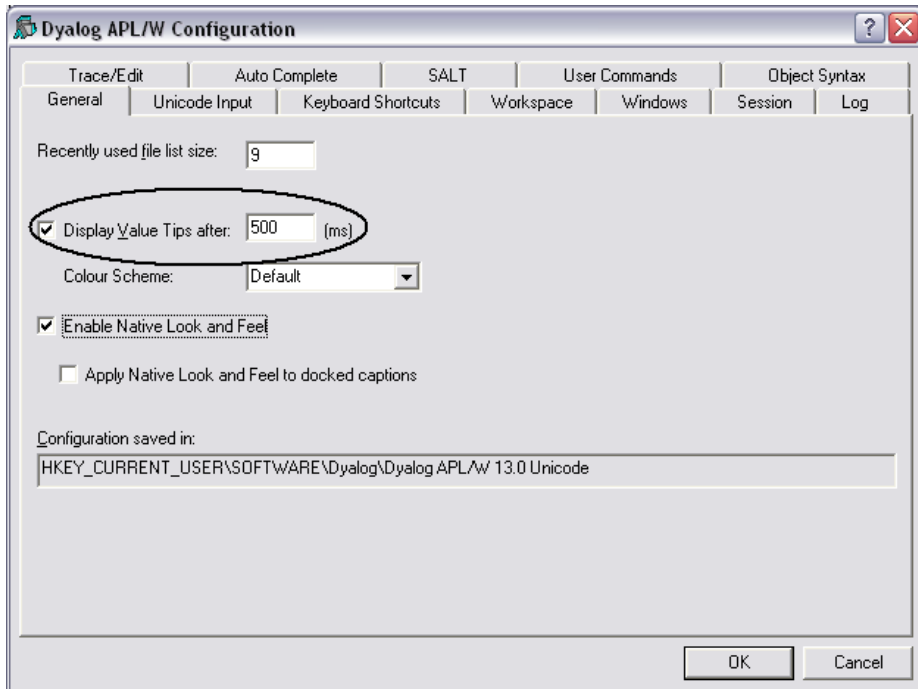 Dyalog APL/W Configuration
Trace/Edit Auto Complete SALT User Commands Object Syntax
General Unicode Input Keyboard Shortcuts Workspace Windows Session Log
Recently used file list size: 9
Display Value Tips after: 500 (ms)
Colour Scheme: Default
Enable Native Look and Feel
Apply Native Look and Feel to docked captions
Configuration saved in:
HKEY_CURRENT_USER\SOFTWARE\Dyalog\Dyalog APL/W 13.0 Unicode
OK Cancel